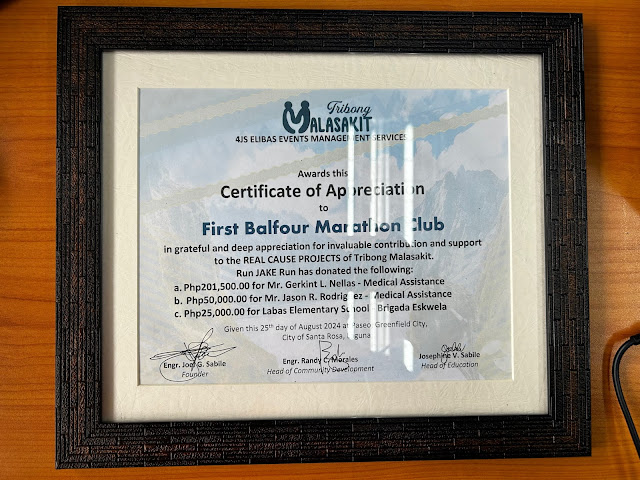 Tribong
MALASAKIT
4JS ELIBAS EVENTS MANAGEMENT SERVICES
Awards this
Certificate of Appreciation
to
First Balfour Marathon Club
in grateful and deep appreciation for invaluable contribution and support
to the REAL CAUSE PROJECTS of Tribong Malasakit.
Run JAKE Run has donated the following:
a. Php201,500.00 for Mr. Gerkint L. Nellas - Medical Assistance
b. Php50,000.00 for Mr. Jason R. Rodriguez - Medical Assistance
c. Php25,000.00 for Labas Elementary School - Brigada Eskwela
Given this 25th day of August 2024 at Paseo Greenfield City,
City of Santa Rosa, Laguna
Engr. Joel G. Sabile
Founder
Engr. Randy C. Morales
Head of Community Development
Josephine V. Sabile
Head of Education